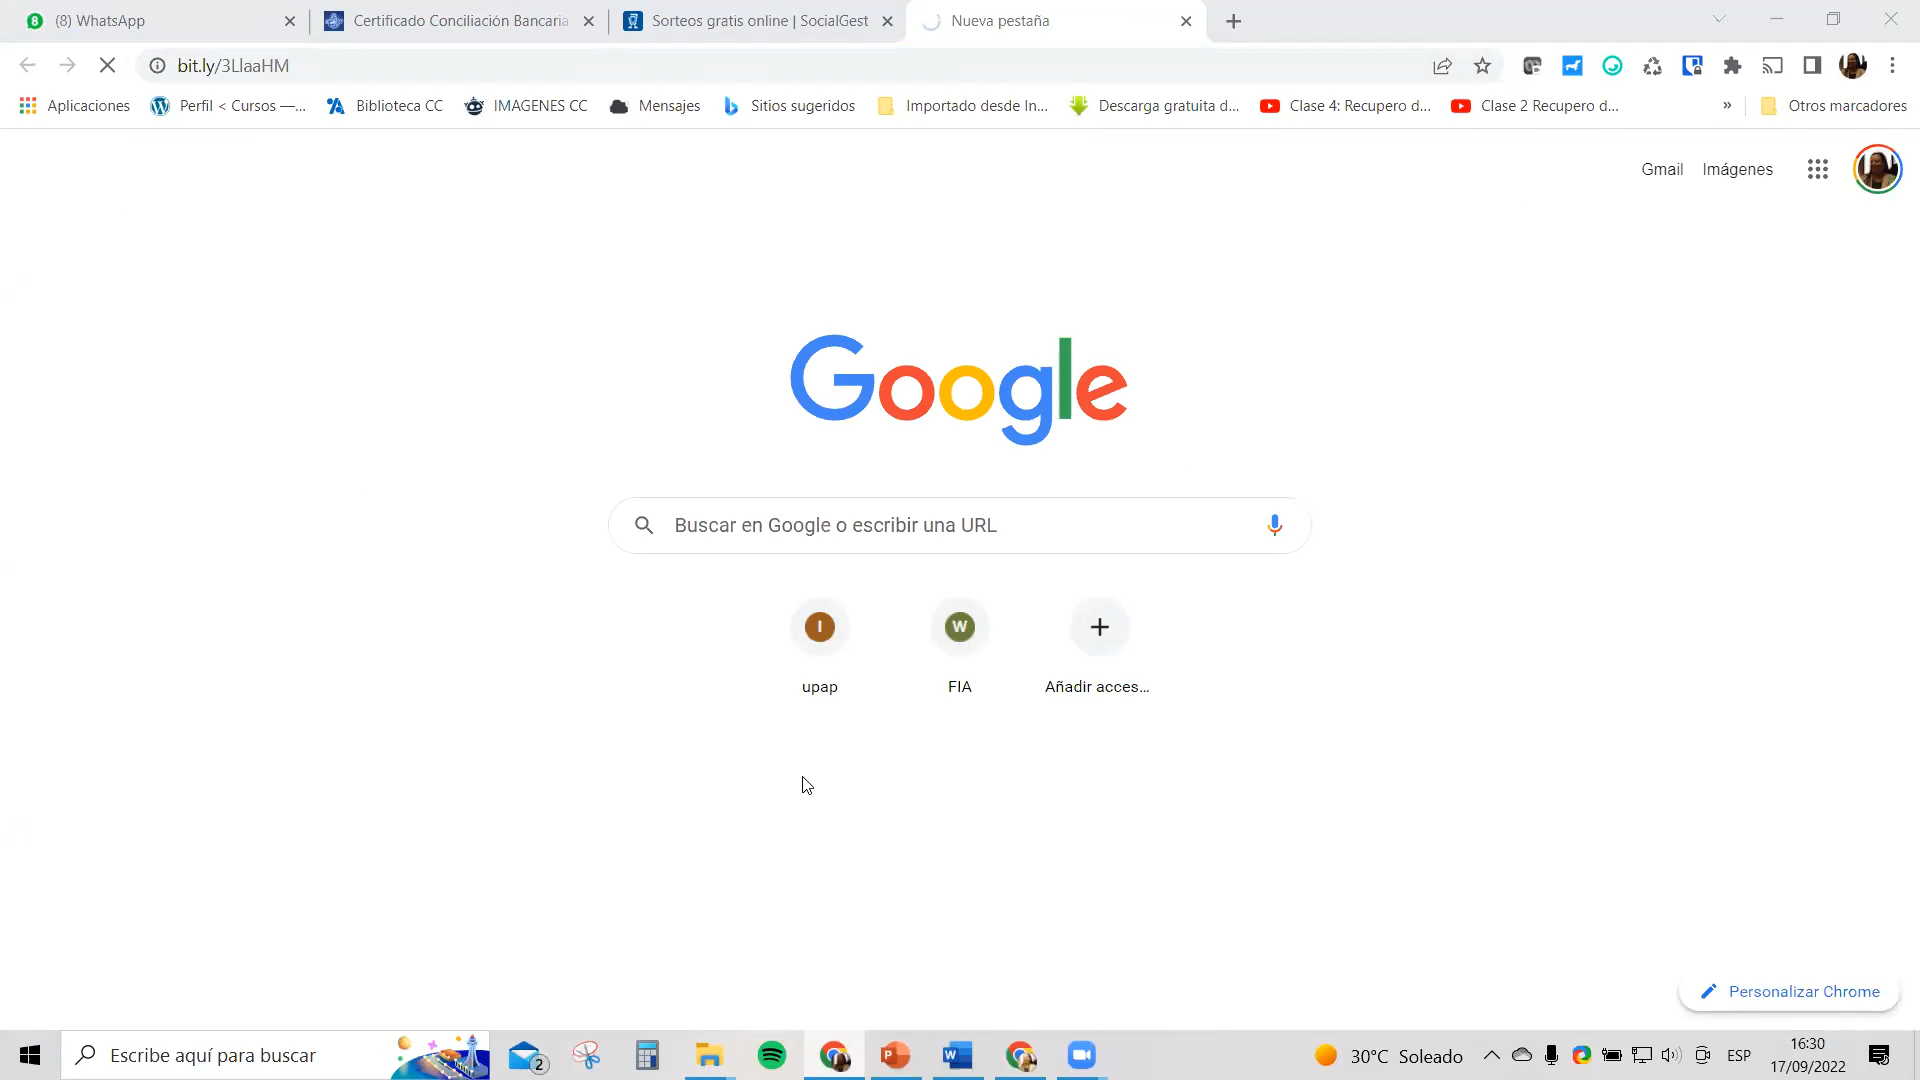 8 (8) WhatsApp
Certificado Conciliación Bancaria
Sorteos gratis online | SocialGest
Nueva pestaña
bit.ly/3LlaaHM
Aplicaciones
Perfil < Cursos —...
Biblioteca CC
IMAGENES CC
Mensajes
Sitios sugeridos
Importado desde In...
Descarga gratuita d...
Clase 4: Recupero d...
Clase 2 Recupero d...
»
Otros marcadores
Gmail Imágenes
Google
Buscar en Google o escribir una URL
I W
upap
FIA
Añadir acces...
Personalizar Chrome
Escribe aquí para buscar
2
30°C Soleado
ESP
16:30
17/09/2022